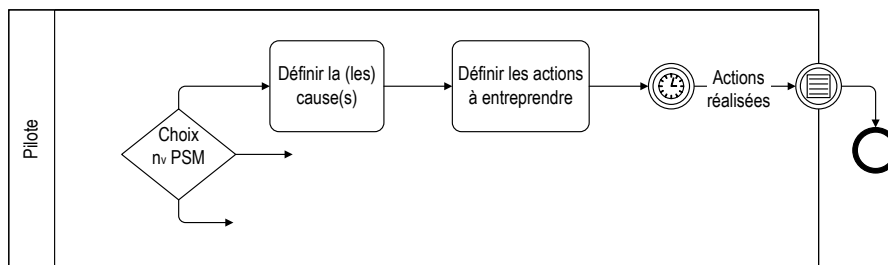 Pilote
Choix
nv PSM
Définir la (les)
cause(s)
Définir les actions
à entreprendre
Actions
réalisées